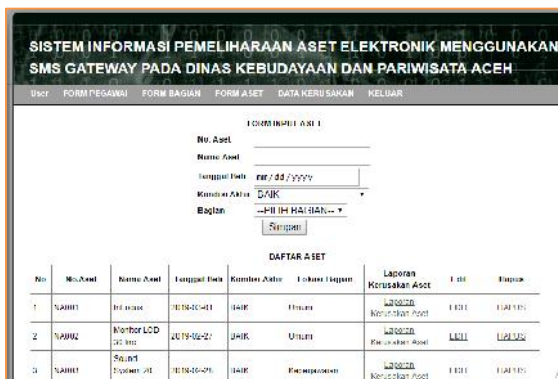 SISTEM INFORMASI PEMELIHARAAN ASET ELEKTRONIK MENGGUNAKAN
SMS GATEWAY PADA DINAS KEBUDAYAAN DAN PARIWISATA ACEH
User FORM PEGAWAI FORM BAGIAN FORM ASET DATA KERUSAKAN KELUAR
FORM INPUT ASET
No. Aset
Nama Aset
Tanggal Beli mm/dd/yyyy
Kondisi Akhir BAIK
Bagian --PILIH BAGIAN--
Simpan
DAFTAR ASET
No No.Aset Nama Aset Tanggal Beli Kondisi Akhir Lokasi Bagian Laporan Kerusakan Aset Edit Hapus
1 NA001 2019-03-01 BAIK Umum Laporan Kerusakan Aset EDIT HAPUS
2 NA002 Monitor LCD 2019-02-27 BAIK Umum Laporan Kerusakan Aset EDIT HAPUS
3 NA003 Sound System 20 2019-02-28 BAIK Kepegawaian Laporan Kerusakan Aset EDIT HAPUS